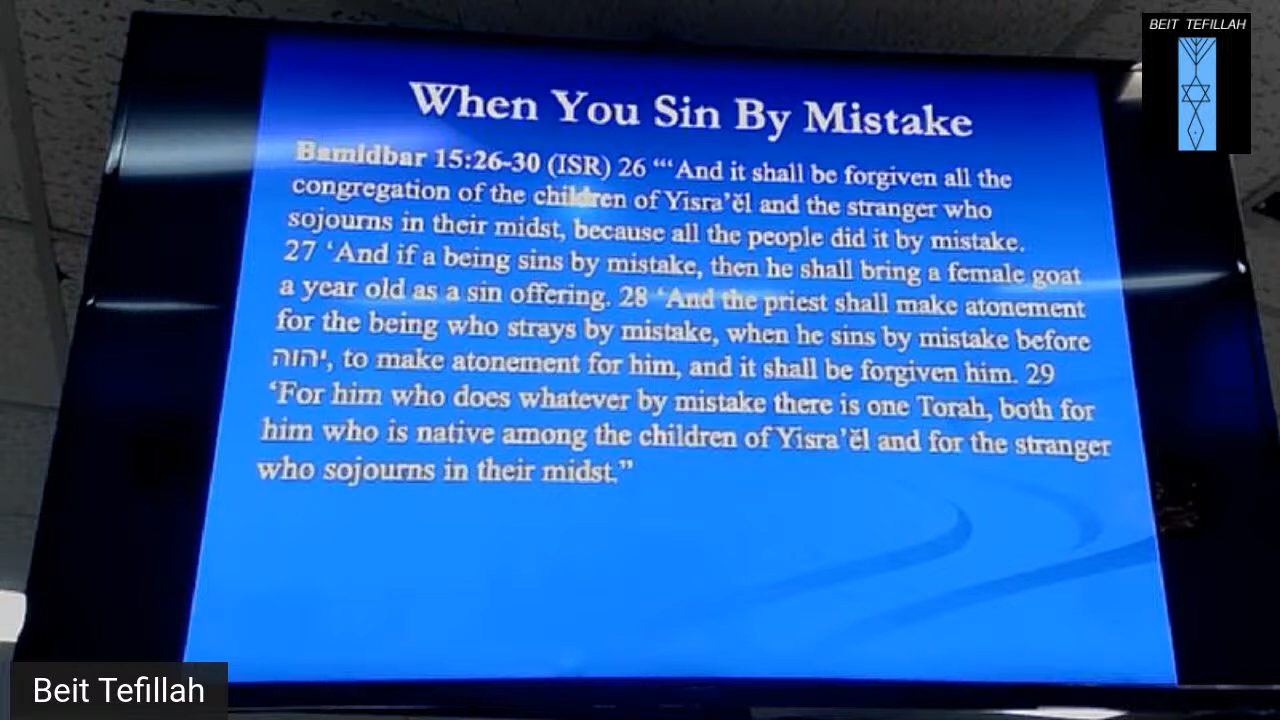 BEIT TEFILLAH
When You Sin By Mistake
Bamidbar 15:26-30 (ISR) 26 “‘And it shall be forgiven all the
congregation of the children of Yisra’ĕl and the stranger who
sojourns in their midst, because all the people did it by mistake.
27 ‘And if a being sins by mistake, then he shall bring a female goat
a year old as a sin offering. 28 ‘And the priest shall make atonement
for the being who strays by mistake, when he sins by mistake before
יהוה, to make atonement for him, and it shall be forgiven him. 29
‘For him who does whatever by mistake there is one Torah, both for
him who is native among the children of Yisra’ĕl and for the stranger
who sojourns in their midst.”
Beit Tefillah